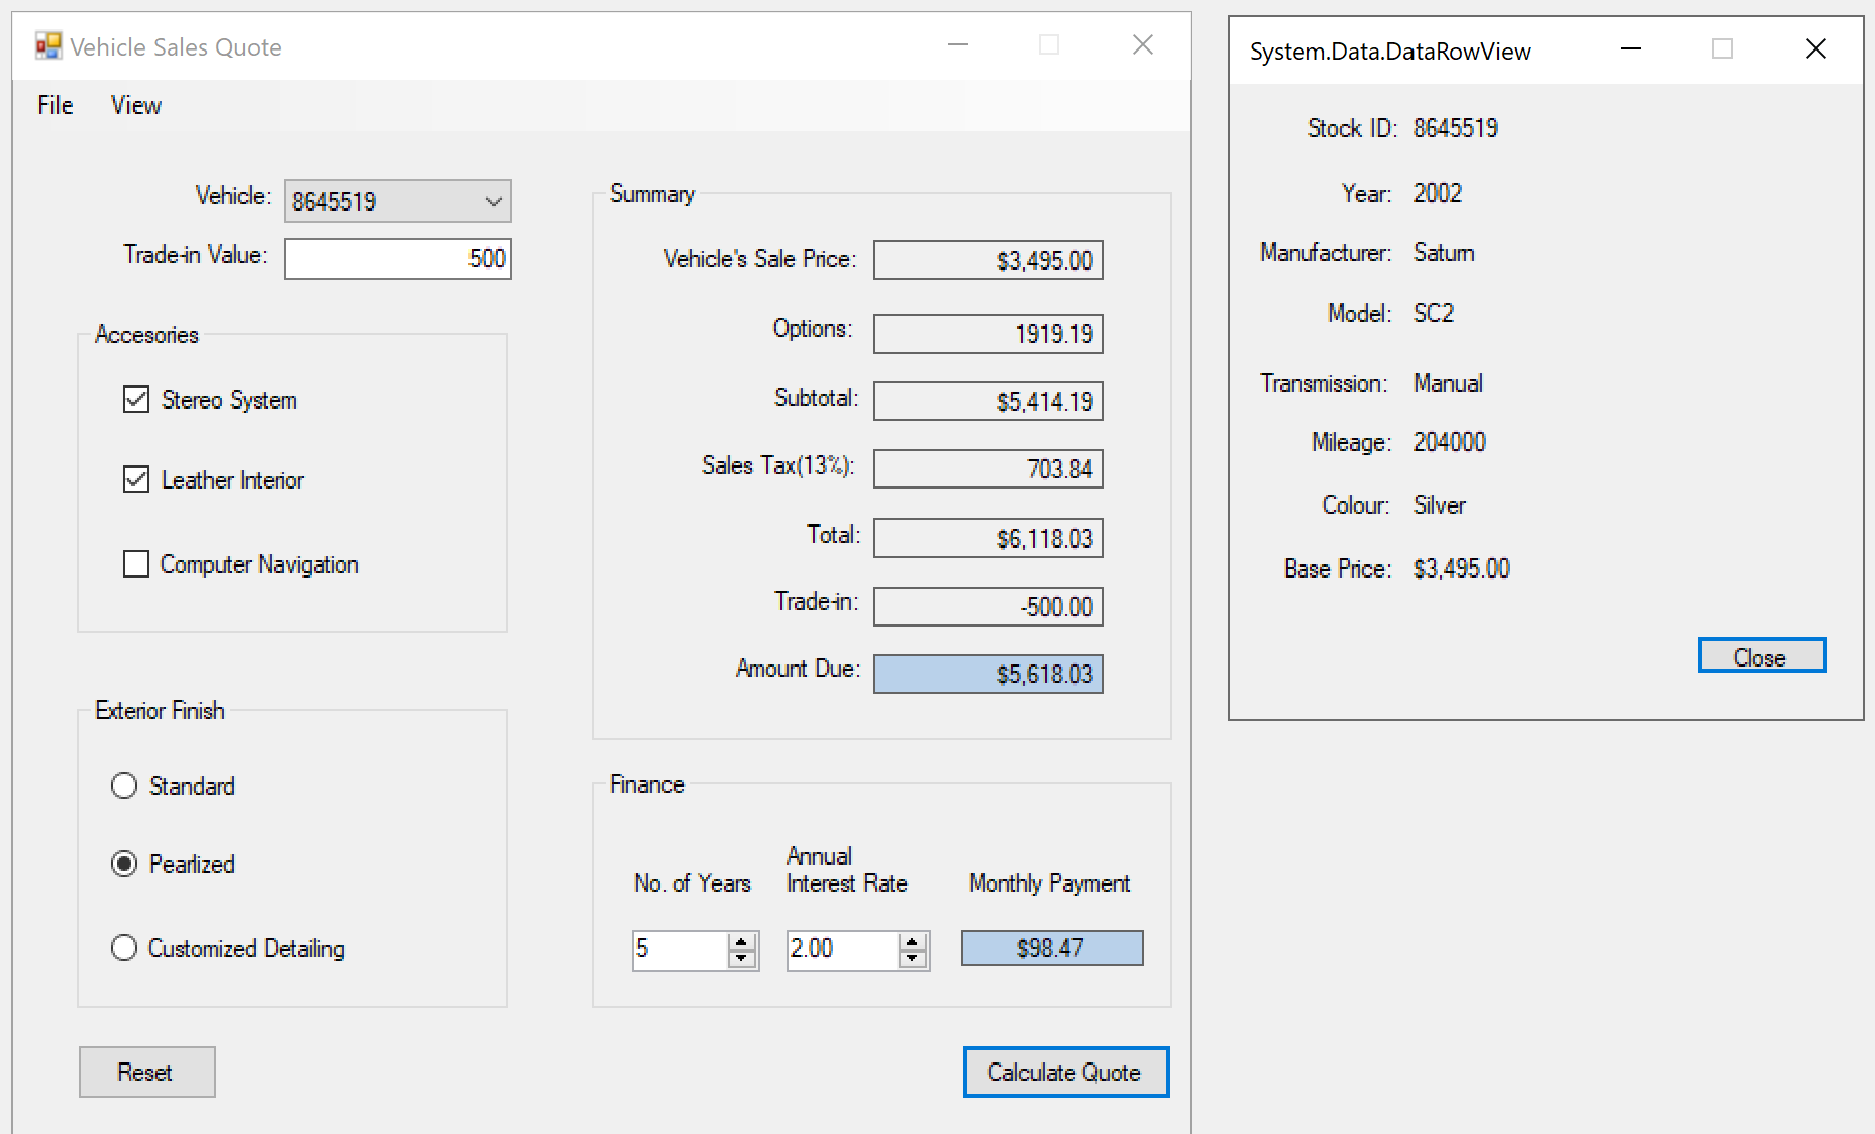 Vehicle Sales Quote
File View
Vehicle: 8645519
Trade-in Value: 500
Accesories
Stereo System
Leather Interior
Computer Navigation
Exterior Finish
Standard
Pearlized
Customized Detailing
Reset
Summary
Vehicle's Sale Price: $3,495.00
Options: 1919.19
Subtotal: $5,414.19
Sales Tax(13%): 703.84
Total: $6,118.03
Trade-in: -500.00
Amount Due: $5,618.03
Finance
No. of Years
Annual
Interest Rate
Monthly Payment
5 2.00 $98.47
Calculate Quote
System.Data.DataRowView
Stock ID: 8645519
Year: 2002
Manufacturer: Saturn
Model: SC2
Transmission: Manual
Mileage: 204000
Colour: Silver
Base Price: $3,495.00
Close